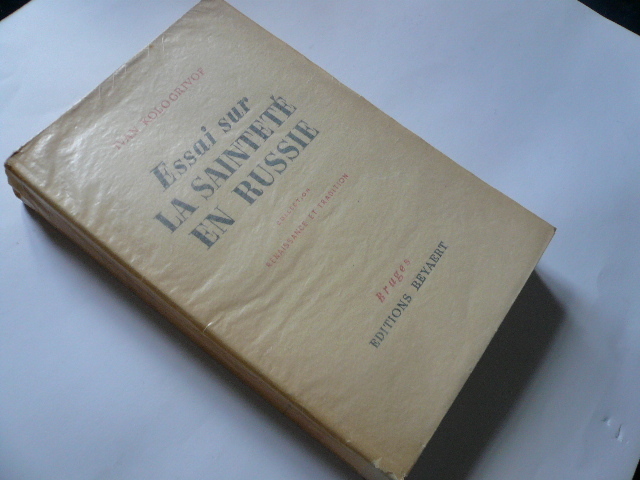 IVAN KOLOGRIVOF
Essai sur
LA SAINTETÉ
EN RUSSIE
COLLECTION
RENAISSANCE ET TRADITION
Bruges
EDITIONS BEYAERT